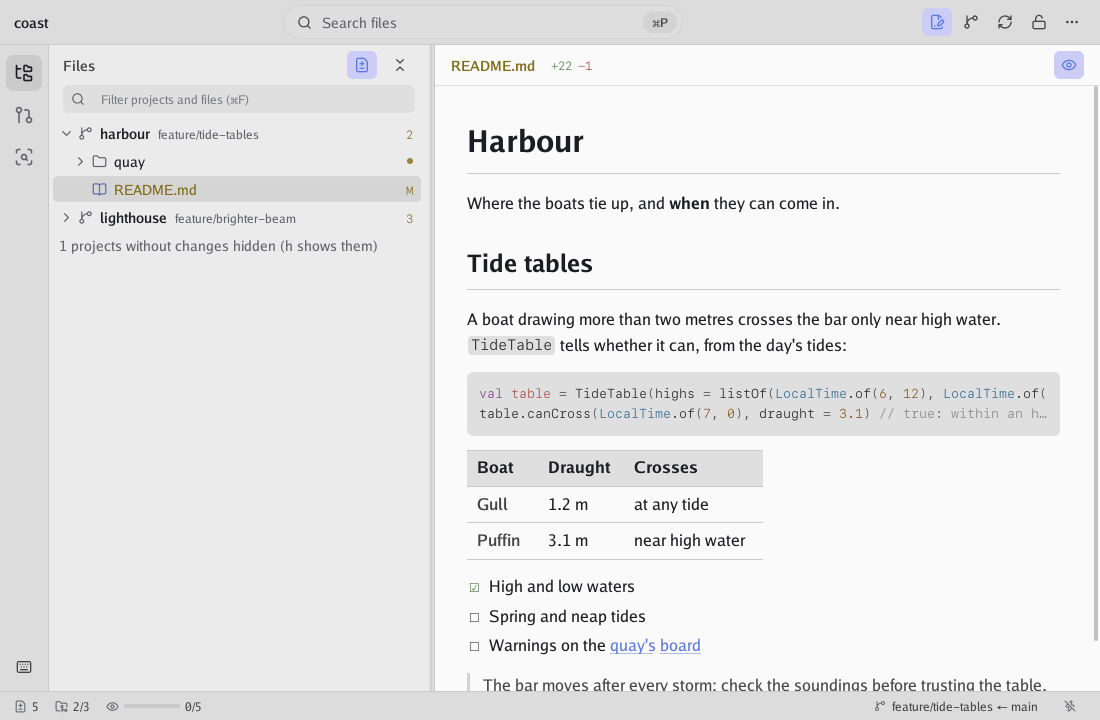 coast
Search files
⌘P
Files
Filter projects and files (⌘F)
harbour feature/tide-tables 2
quay
README.md M
lighthouse feature/brighter-beam 3
1 projects without changes hidden (h shows them)
README.md +22 −1
Harbour
Where the boats tie up, and when they can come in.
Tide tables
A boat drawing more than two metres crosses the bar only near high water.
TideTable tells whether it can, from the day's tides:
val table = TideTable(highs = listOf(LocalTime.of(6, 12), LocalTime.of(
table.canCross(LocalTime.of(7, 0), draught = 3.1) // true: within an h…
Boat Draught Crosses
Gull 1.2 m at any tide
Puffin 3.1 m near high water
High and low waters
Spring and neap tides
Warnings on the quay's board
The bar moves after every storm: check the soundings before trusting the table.
5 2/3 0/5 feature/tide-tables ← main